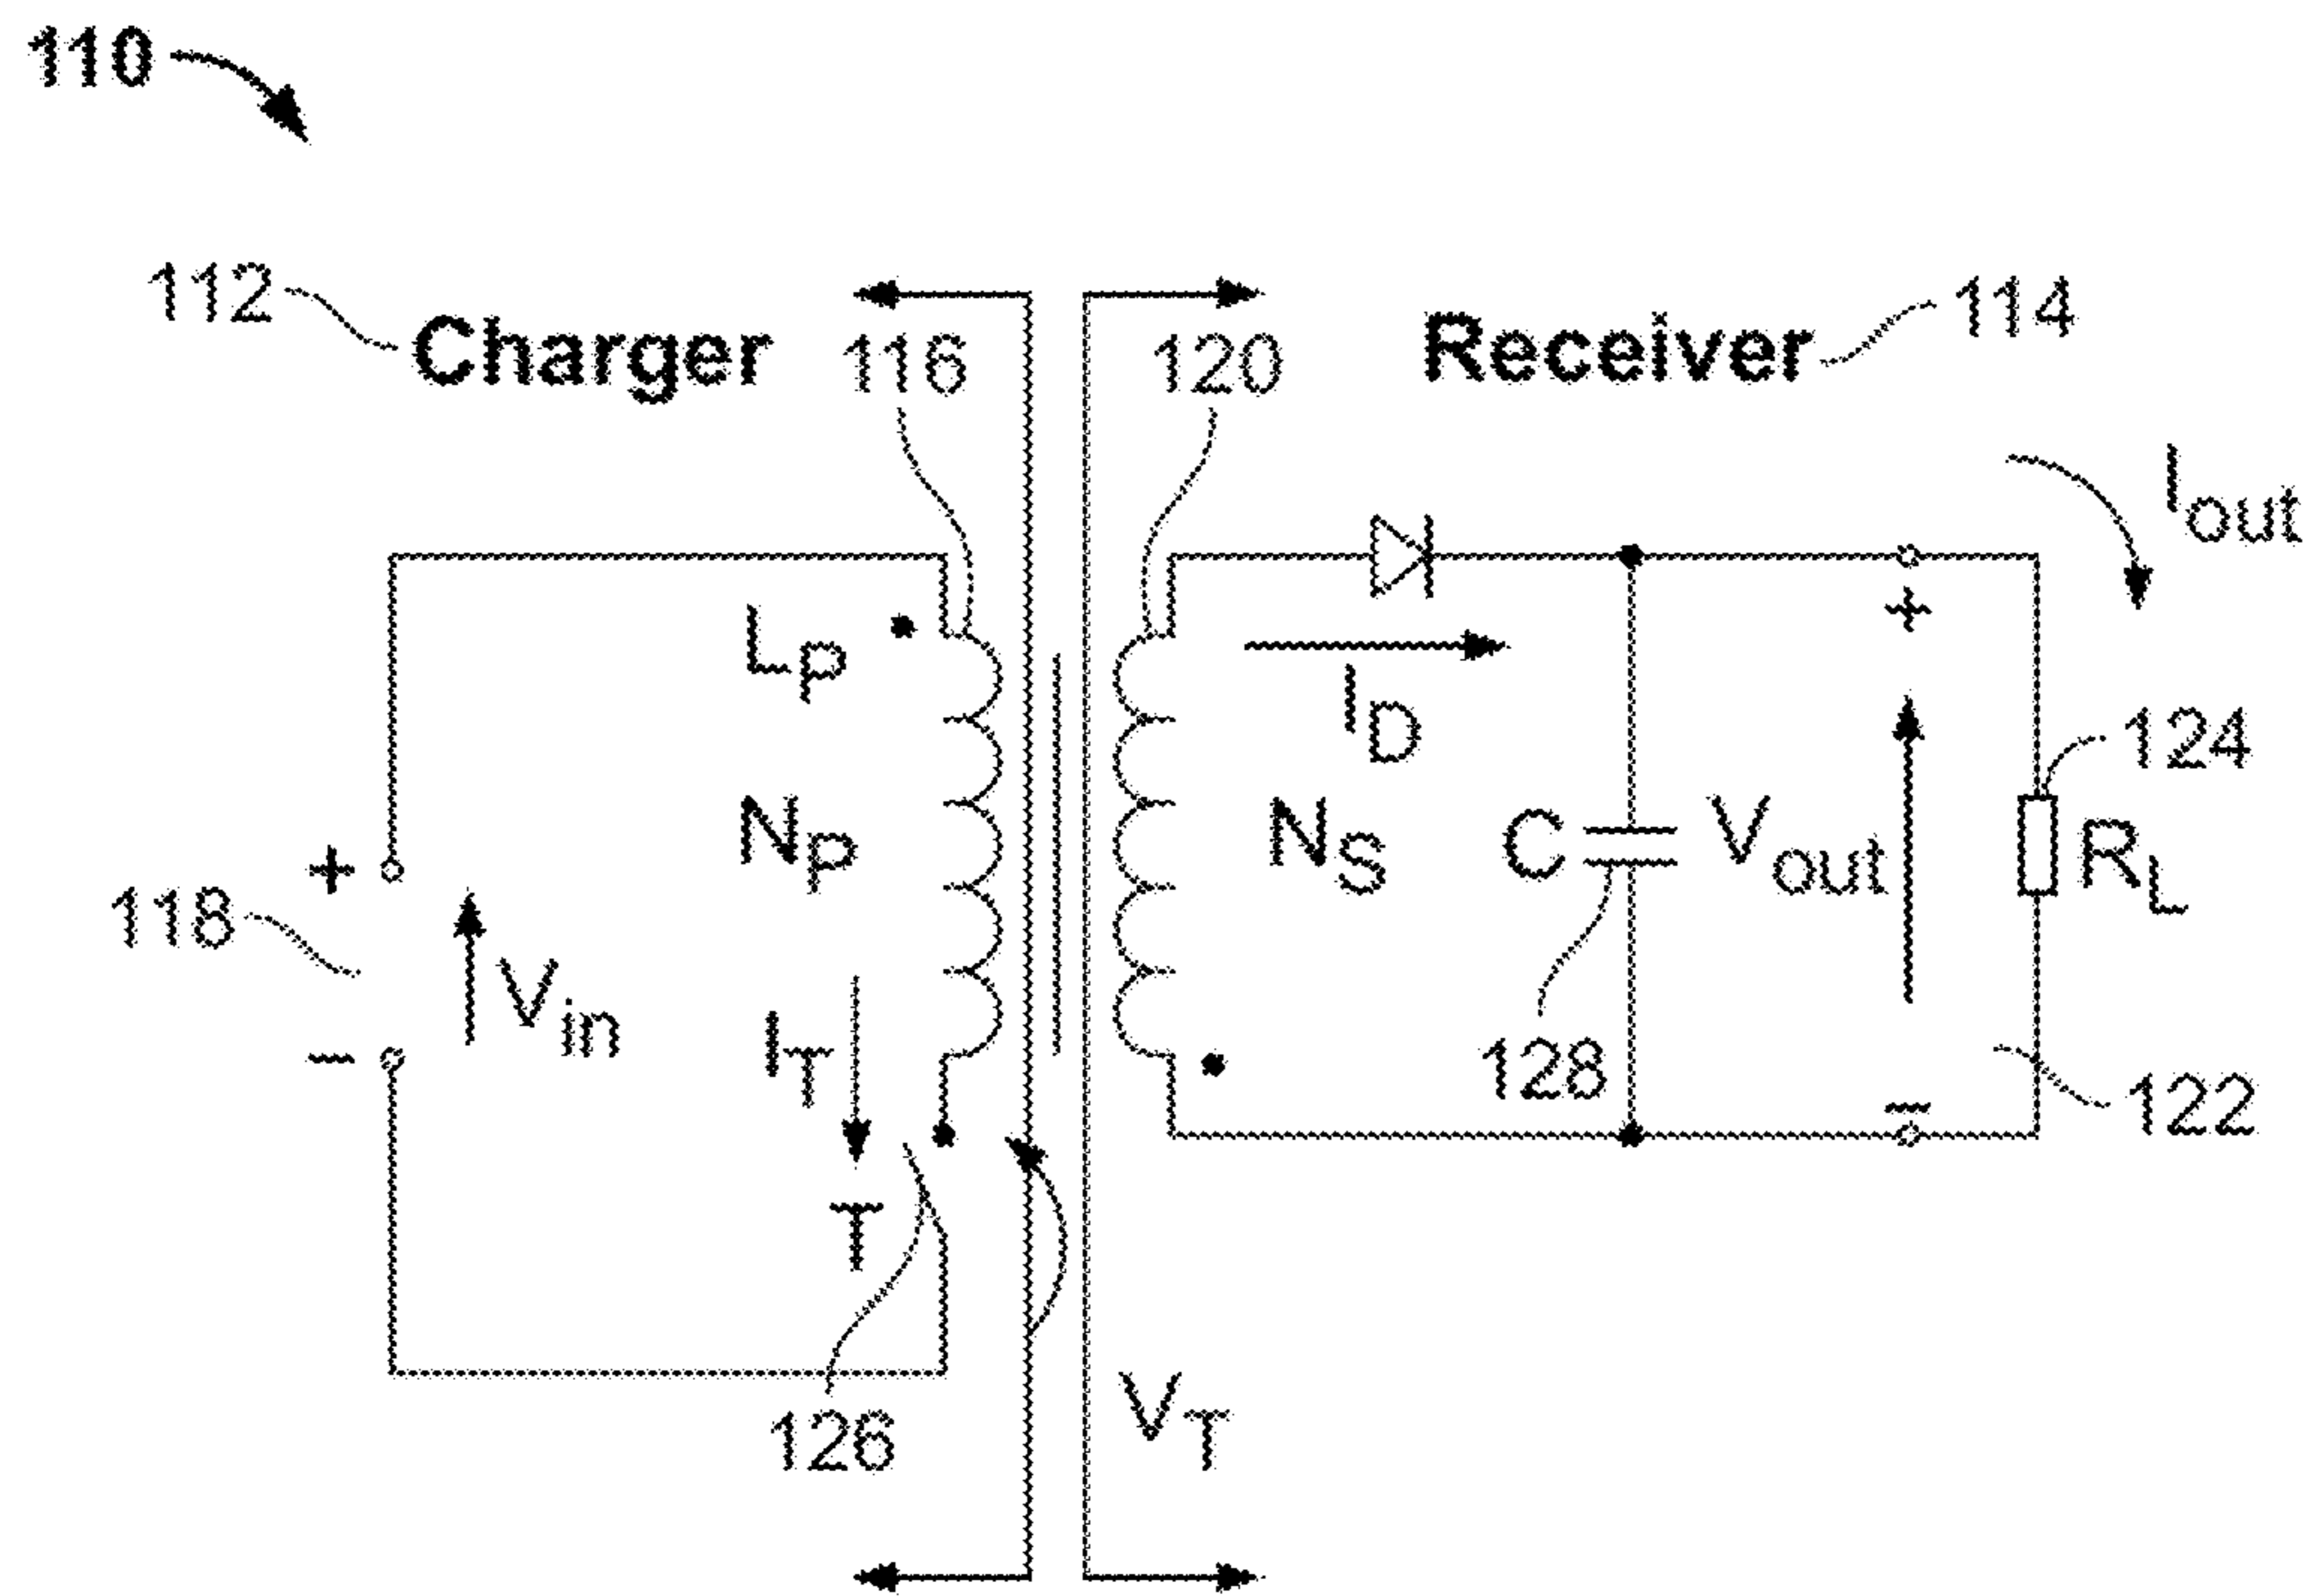 110
112
Charger
116
120
Receiver
114
Iout
LP
ID
+
124
NP
NS
C
Vout
RL
+
118
Vin
IT
128
122
−
−
T
126
VT